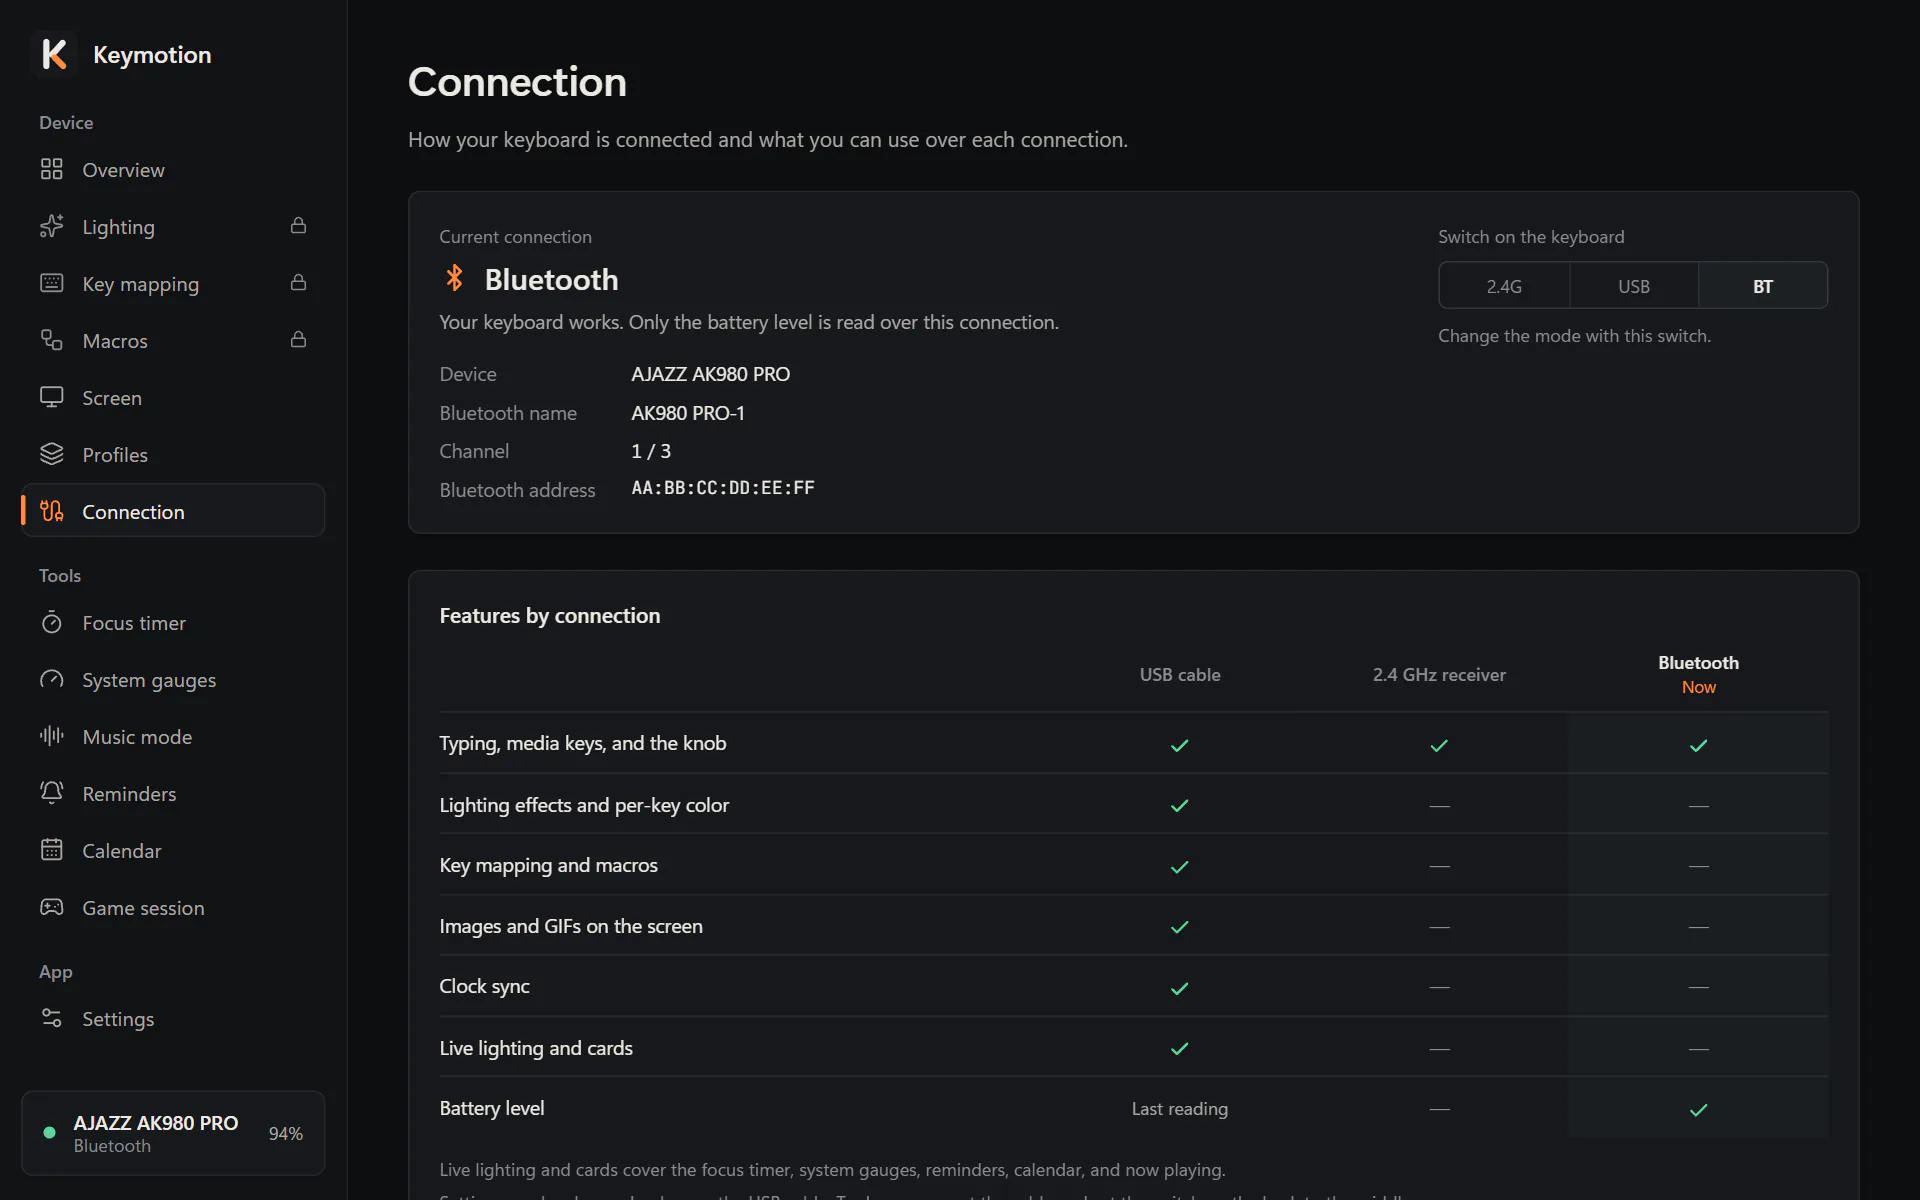 Keymotion
Device
Overview
Lighting
Key mapping
Macros
Screen
Profiles
Connection
Tools
Focus timer
System gauges
Music mode
Reminders
Calendar
Game session
App
Settings
AJAZZ AK980 PRO
Bluetooth
94%
Connection
How your keyboard is connected and what you can use over each connection.
Current connection
Bluetooth
Your keyboard works. Only the battery level is read over this connection.
Device AJAZZ AK980 PRO
Bluetooth name AK980 PRO-1
Channel 1 / 3
Bluetooth address AA:BB:CC:DD:EE:FF
Switch on the keyboard
2.4G USB BT
Change the mode with this switch.
Features by connection
USB cable 2.4 GHz receiver Bluetooth
Now
Typing, media keys, and the knob
Lighting effects and per-key color —  —
Key mapping and macros — —
Images and GIFs on the screen — —
Clock sync — —
Live lighting and cards — —
Battery level Last reading —
Live lighting and cards cover the focus timer, system gauges, reminders, calendar, and now playing.